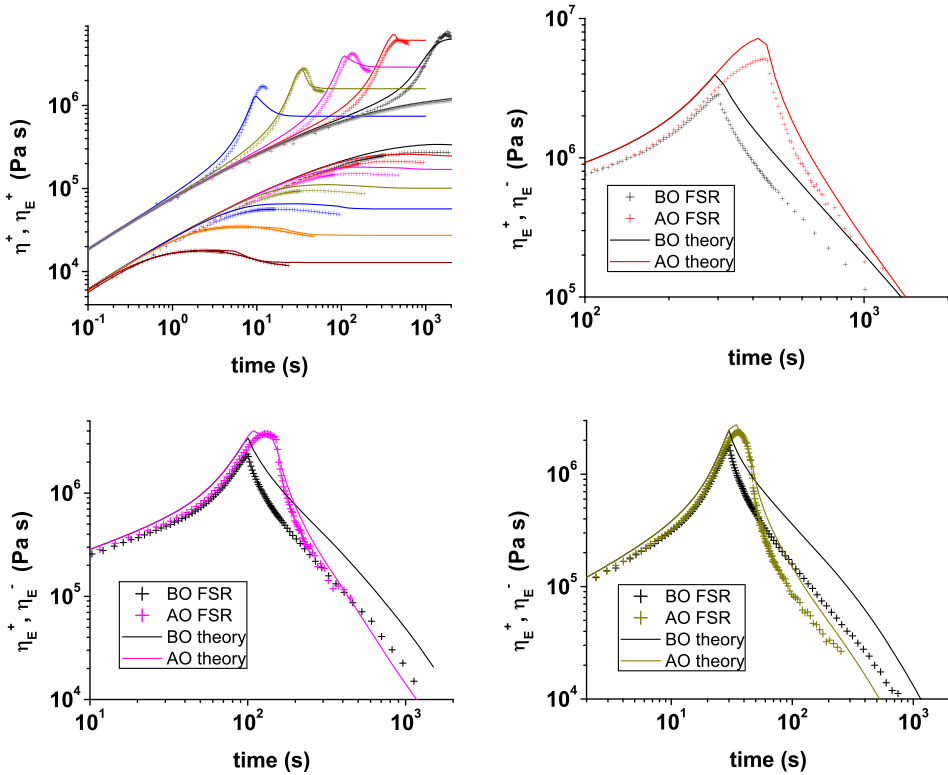 η⁺, η_E⁺ (Pa s)
10⁶
10⁵
10⁴
10⁻¹ 10⁰ 10¹ 10² 10³
time (s)
η_E⁺, η_E⁻ (Pa s)
10⁷
10⁶
10⁵
BO FSR
AO FSR
BO theory
AO theory
10² 10³
time (s)
η_E⁺, η_E⁻ (Pa s)
10⁶
10⁵
10⁴
BO FSR
AO FSR
BO theory
AO theory
10¹ 10² 10³
time (s)
η_E⁺, η_E⁻ (Pa s)
10⁶
10⁵
10⁴
BO FSR
AO FSR
BO theory
AO theory
10¹ 10² 10³
time (s)